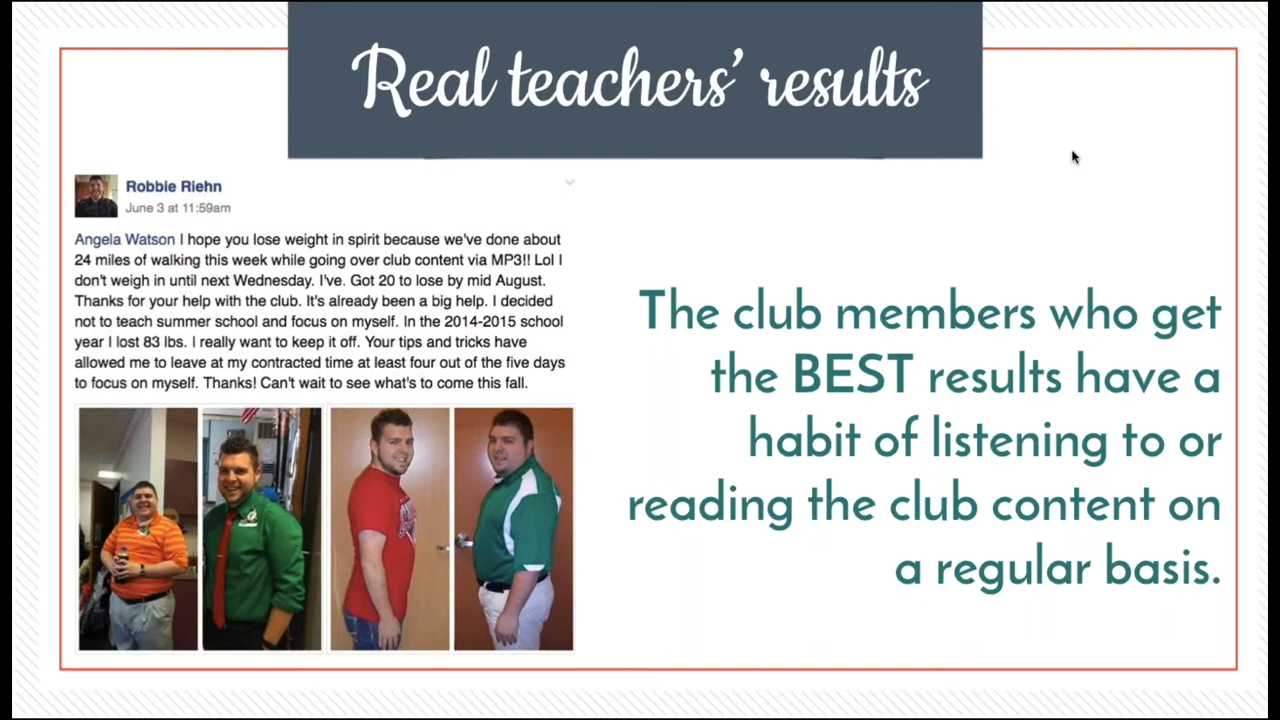 Real teachers' results
Robbie Riehn
June 3 at 11:59am
Angela Watson I hope you lose weight in spirit because we've done about
24 miles of walking this week while going over club content via MP3!! Lol I
don't weigh in until next Wednesday. I've. Got 20 to lose by mid August.
Thanks for your help with the club. It's already been a big help. I decided
not to teach summer school and focus on myself. In the 2014-2015 school
year I lost 83 lbs. I really want to keep it off. Your tips and tricks have
allowed me to leave at my contracted time at least four out of the five days
to focus on myself. Thanks! Can't wait to see what's to come this fall.
The club members who get
the BEST results have a
habit of listening to or
reading the club content on
a regular basis.